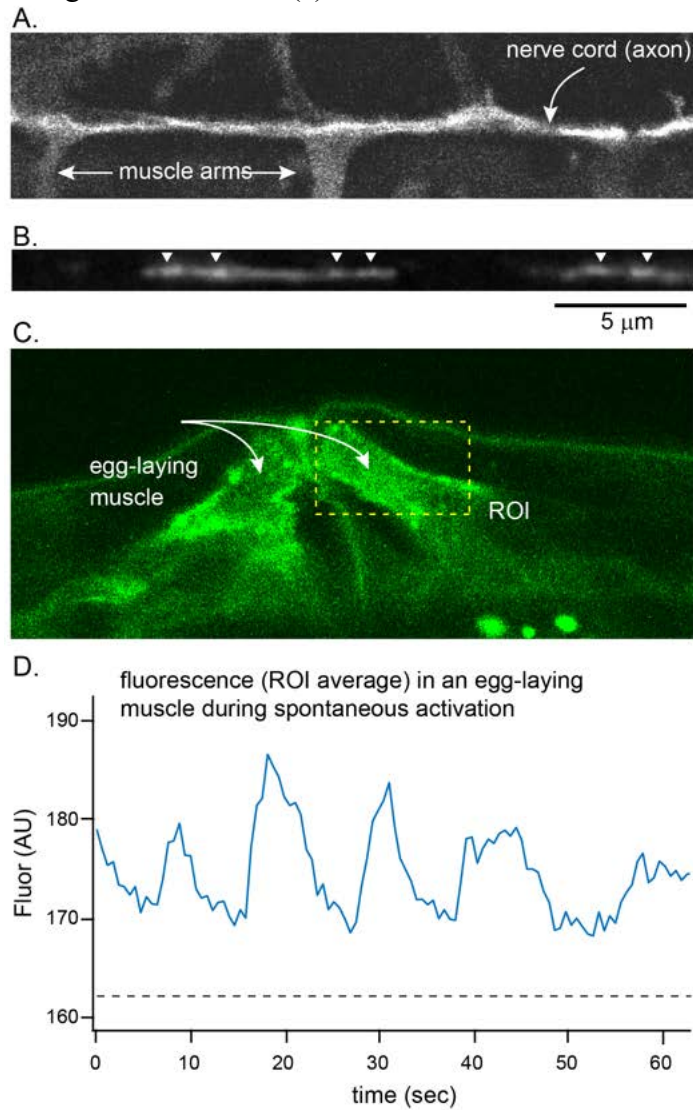 A.
nerve cord (axon)
muscle arms
B.
5 μm
C.
egg-laying
muscle
ROI
D.
fluorescence (ROI average) in an egg-laying
muscle during spontaneous activation
190
180
170
160
Fluor (AU)
0 10 20 30 40 50 60
time (sec)